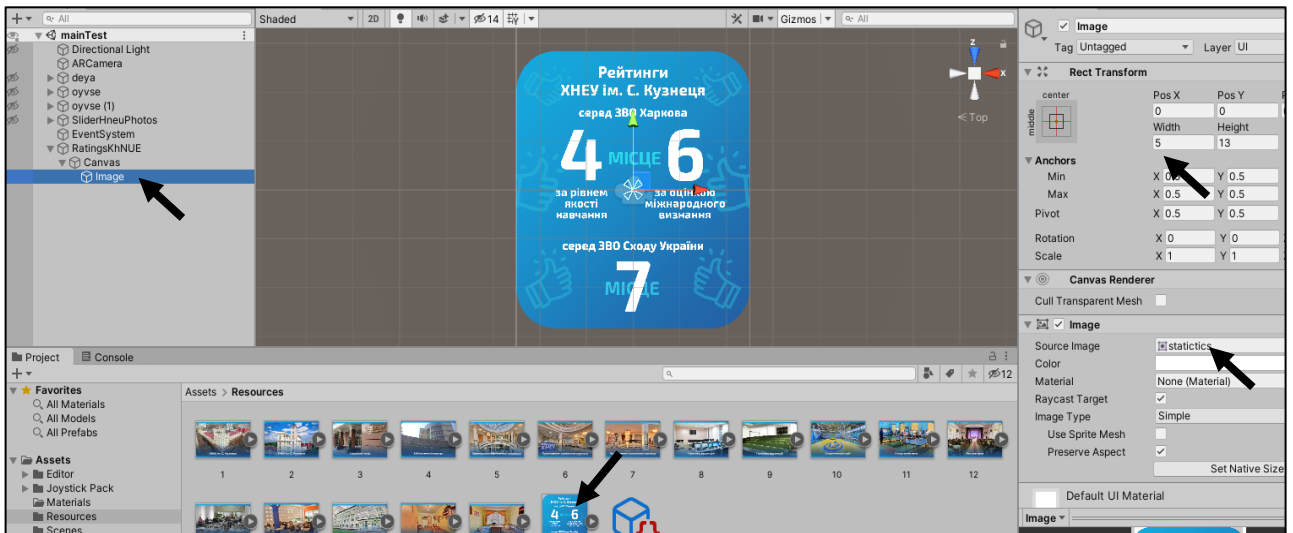 All
mainTest
Directional Light
ARCamera
deya
oyvse
oyvse (1)
SliderHneuPhotos
EventSystem
RatingsKhNUE
Canvas
Image
Shaded
2D
14
Gizmos
All
Рейтинги
ХНЕУ ім. С. Кузнеця
серед ЗВО Харкова
4 МІСЦЕ 6
за рівнем
якості
навчання
за оцінкою
міжнародного
визнання
серед ЗВО Сходу України
МІСЦЕ
7
z
x
Top
Image
Tag Untagged Layer UI
Rect Transform
center
middle
Pos X Pos Y
0 0
Width Height
5 13
Anchors
Min X 0.5 Y 0.5
Max X 0.5 Y 0.5
Pivot X 0.5 Y 0.5
Rotation X 0 Y 0
Scale X 1 Y 1
Canvas Renderer
Cull Transparent Mesh
Image
Source Image statictics
Color
Material None (Material)
Raycast Target
Image Type Simple
Use Sprite Mesh
Preserve Aspect
Set Native Size
Default UI Material
Image
Project Console
12
Favorites
All Materials
All Models
All Prefabs
Assets
Editor
Joystick Pack
Materials
Resources
Scenes
Assets > Resources
1 2 3 4 5 6 7 8 9 10 11 12
4 6